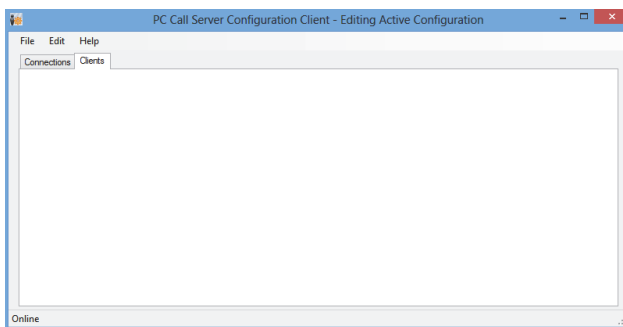 PC Call Server Configuration Client - Editing Active Configuration
File Edit Help
Connections Clients
Online